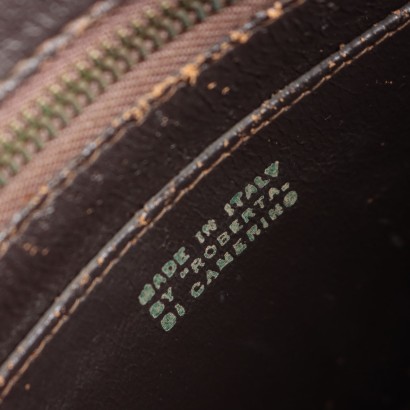 MADE IN ITALY
BY "ROBERTA-
DI CAMERINO